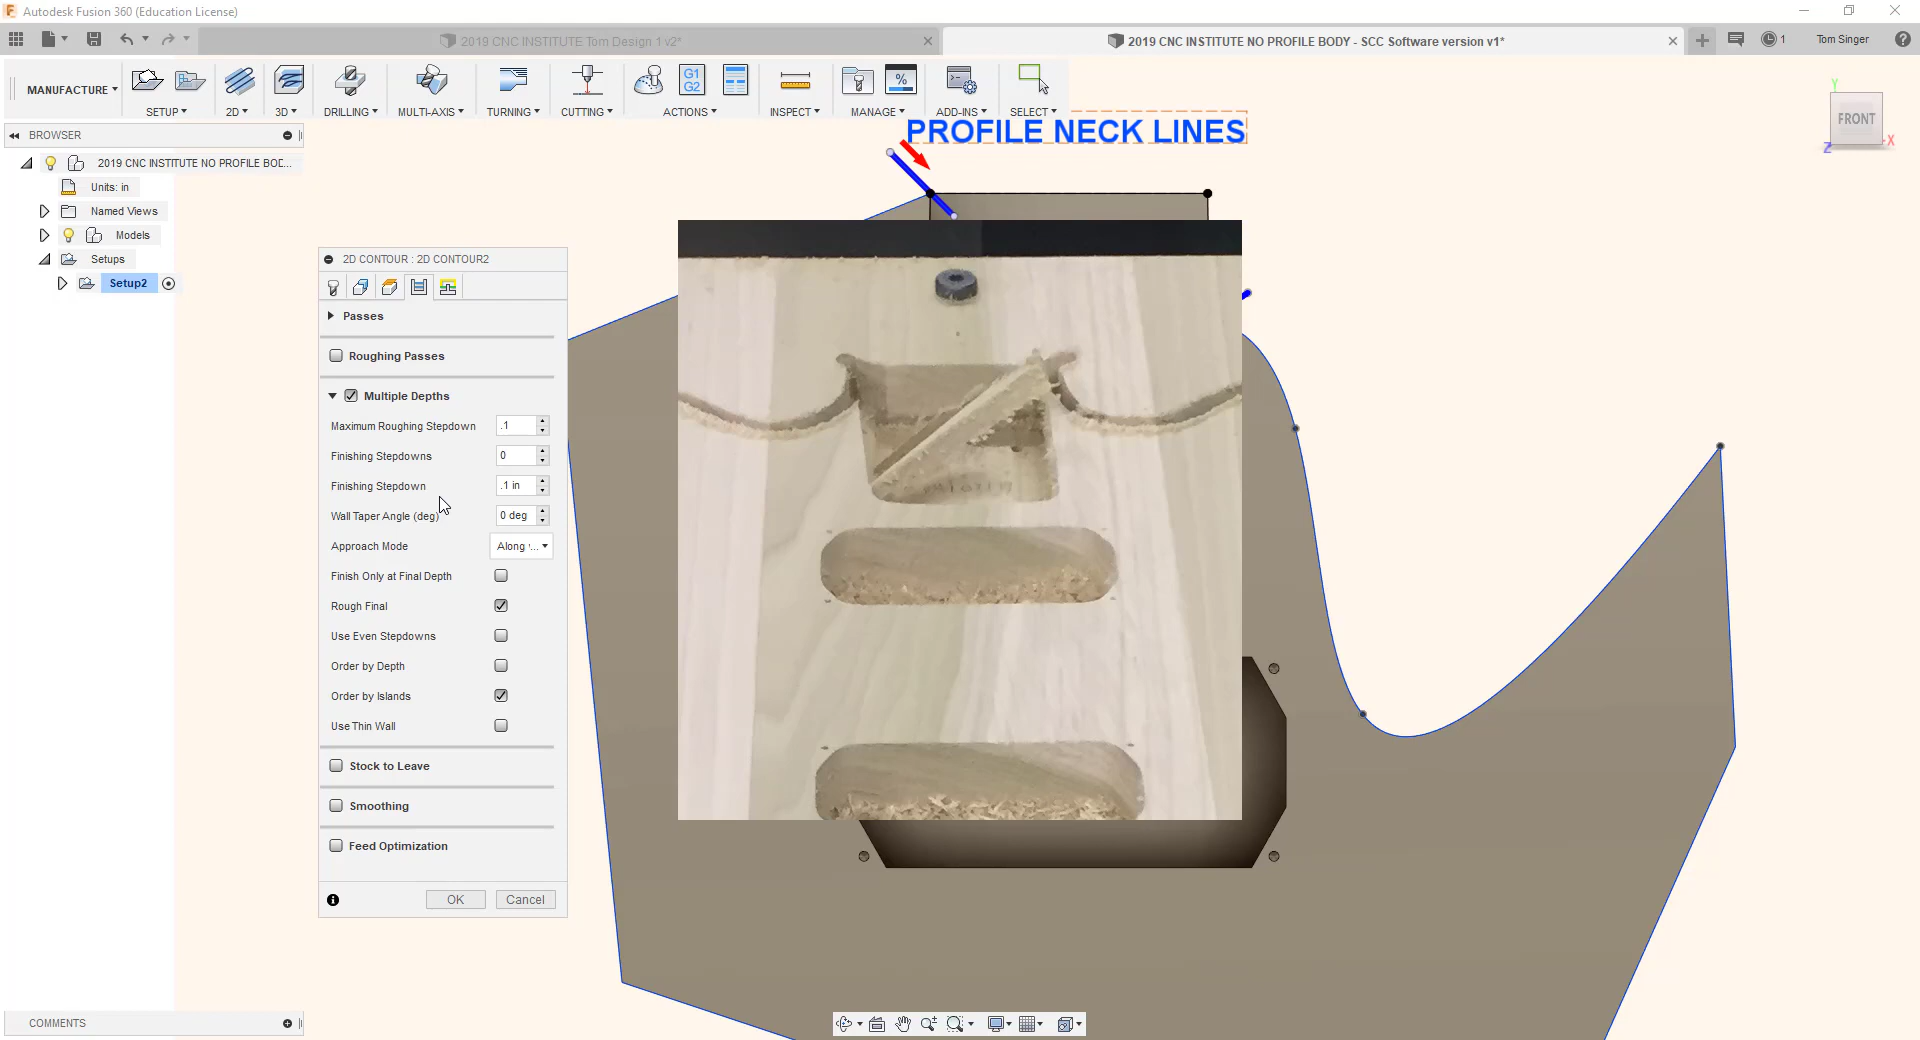 Autodesk Fusion 360 (Education License)
2019 CNC INSTITUTE Tom Design 1 v2*
2019 CNC INSTITUTE NO PROFILE BODY - SCC Software version v1*
1
Tom Singer
MANUFACTURE
SETUP
2D
3D
DRILLING
MULTI-AXIS
TURNING
CUTTING
G1
G2
ACTIONS
INSPECT
%
MANAGE
ADD-INS
SELECT
BROWSER
2019 CNC INSTITUTE NO PROFILE BOD...
Units: in
Named Views
Models
Setups
Setup2
PROFILE NECK LINES
Y
FRONT
X
Z
2D CONTOUR : 2D CONTOUR2
Passes
Roughing Passes
Multiple Depths
Maximum Roughing Stepdown .1
Finishing Stepdowns 0
Finishing Stepdown .1 in
Wall Taper Angle (deg) 0 deg
Approach Mode Along ...
Finish Only at Final Depth
Rough Final
Use Even Stepdowns
Order by Depth
Order by Islands
Use Thin Wall
Stock to Leave
Smoothing
Feed Optimization
OK Cancel
COMMENTS